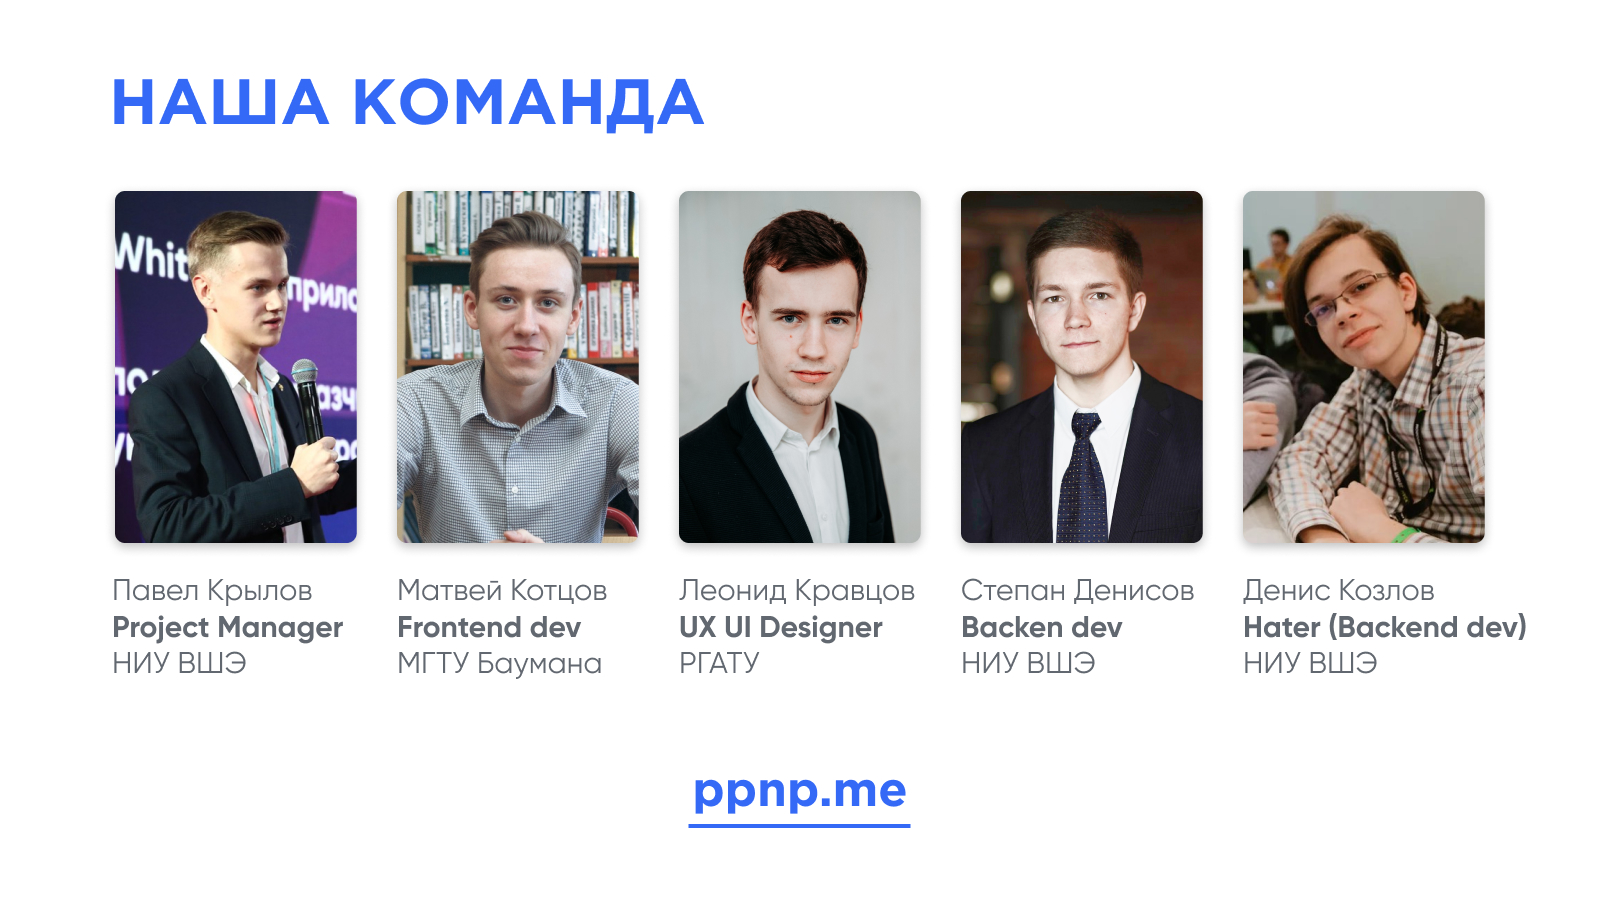 НАША КОМАНДА
Whit
прило
Павел Крылов
Project Manager
НИУ ВШЭ
Матвей Котцов
Frontend dev
МГТУ Баумана
Леонид Кравцов
UX UI Designer
РГАТУ
Степан Денисов
Backen dev
НИУ ВШЭ
Денис Козлов
Hater (Backend dev)
НИУ ВШЭ
ppnp.me